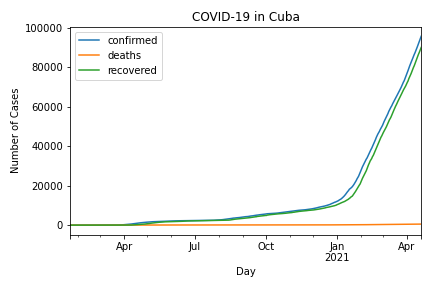 COVID-19 in Cuba
confirmed
deaths
recovered
Number of Cases
100000
80000
60000
40000
20000
0
Apr
Jul
Oct
Jan
2021
Apr
Day